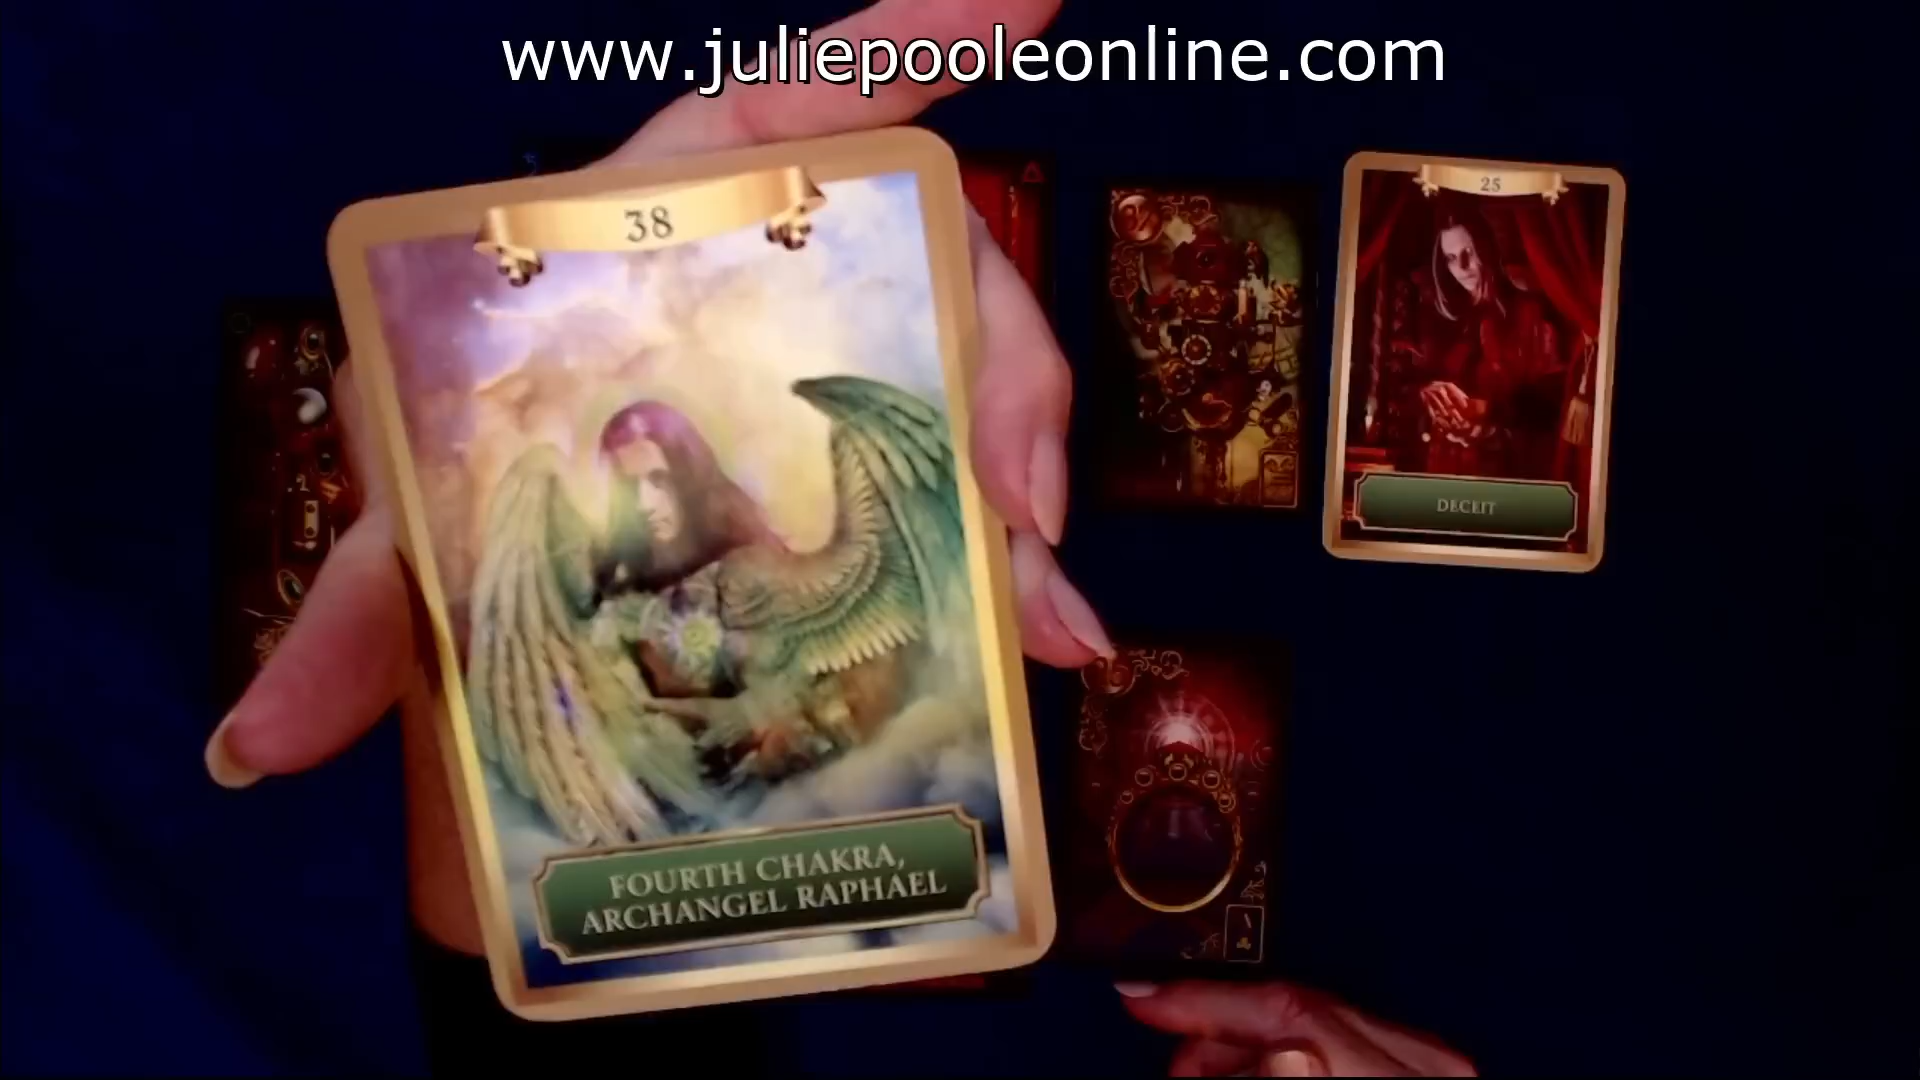 www.juliepooleonline.com
38
FOURTH CHAKRA,
ARCHANGEL RAPHAEL
25
DECEIT